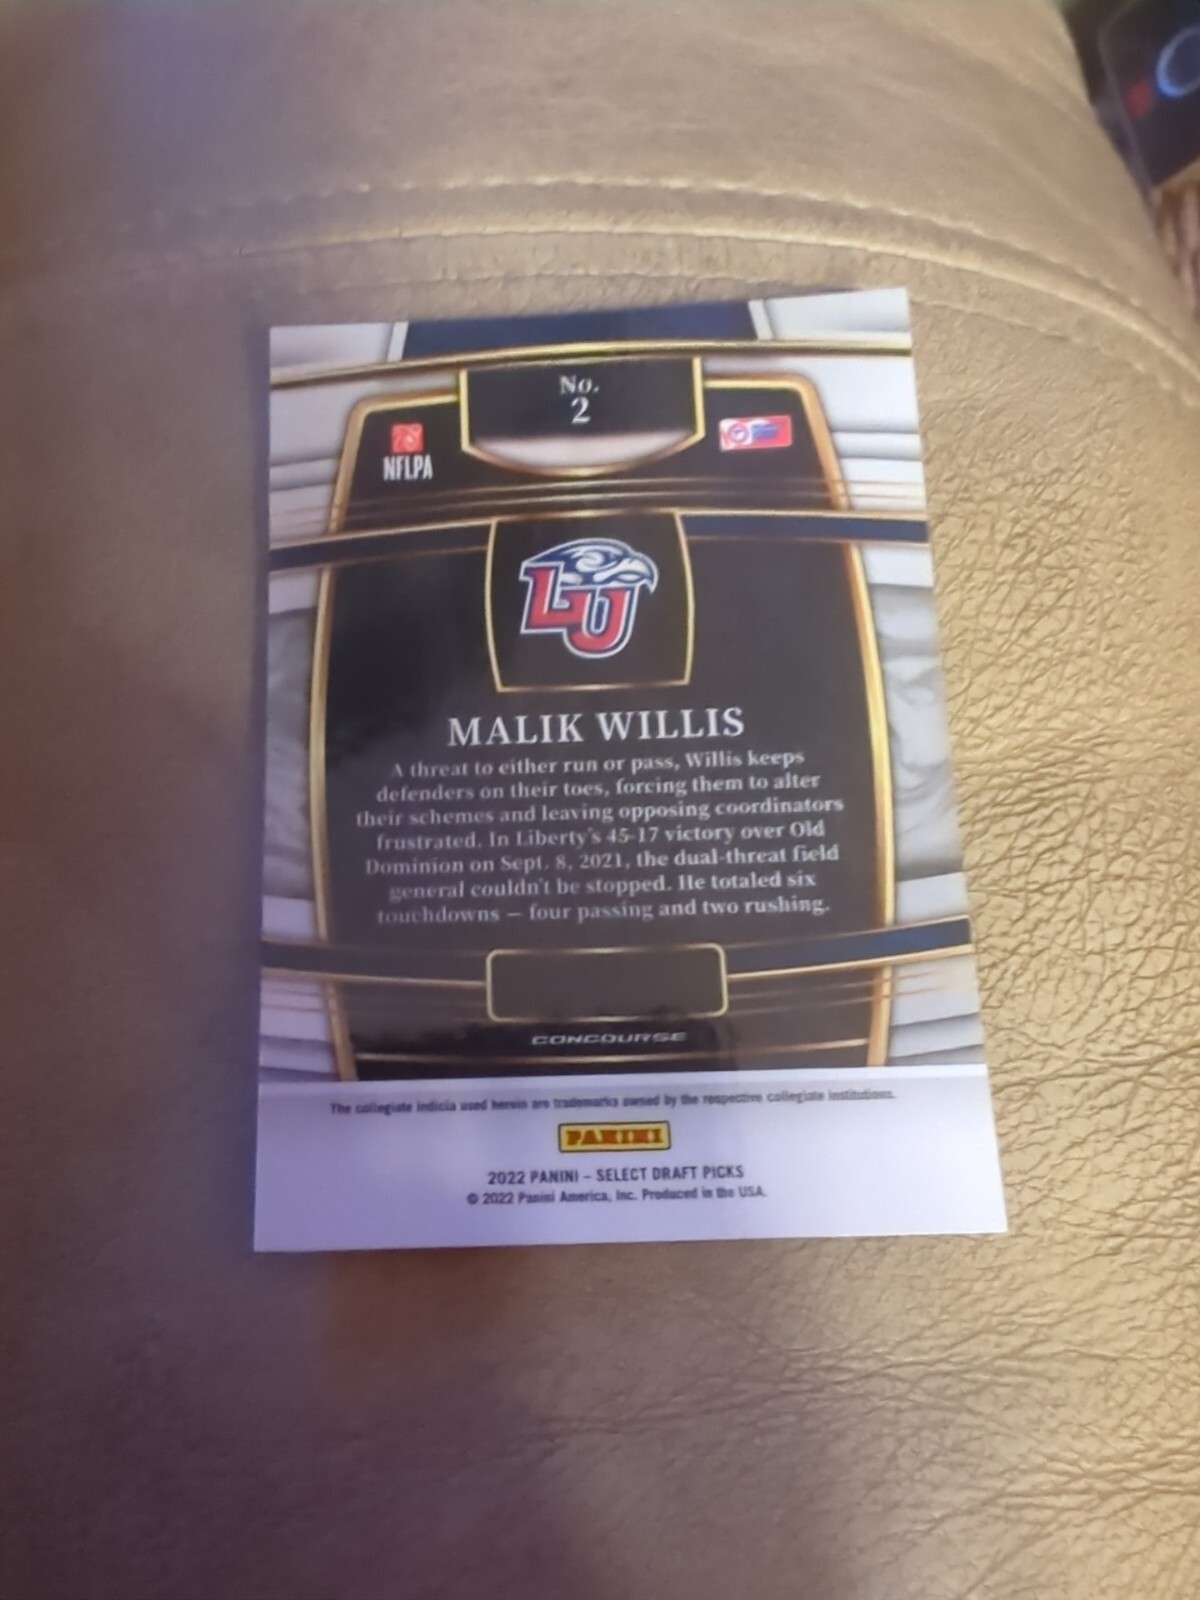 No.
2
NFLPA
LU
MALIK WILLIS
A threat to either run or pass, Willis keeps
defenders on their toes, forcing them to alter
their schemes and leaving opposing coordinators
frustrated. In Liberty's 45-17 victory over Old
Dominion on Sept. 8, 2021, the dual-threat field
general couldn't be stopped. He totaled six
touchdowns — four passing and two rushing.
CONCOURSE
The collegiate indicia used herein are trademarks owned by the respective collegiate institutions.
PANINI
2022 PANINI – SELECT DRAFT PICKS
© 2022 Panini America, Inc. Produced in the USA.